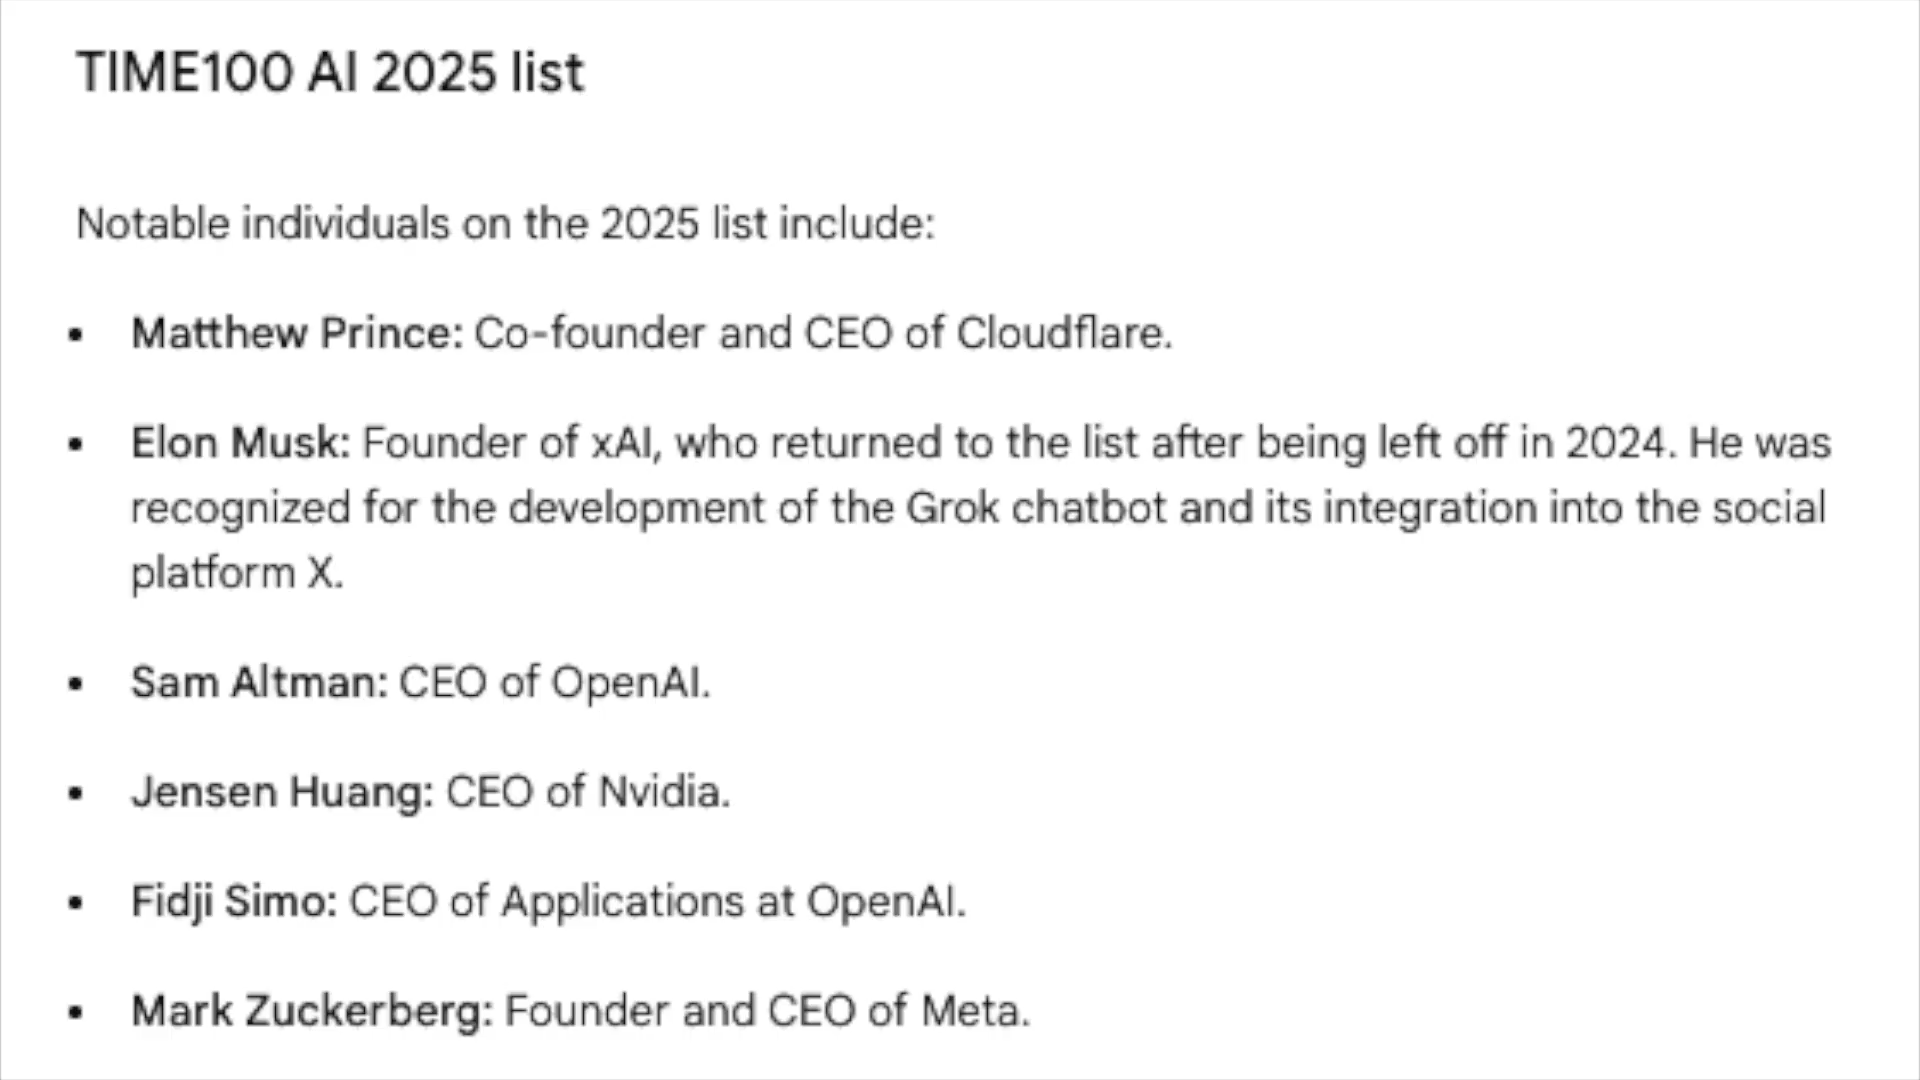 TIME100 AI 2025 list
Notable individuals on the 2025 list include:
▪ Matthew Prince: Co-founder and CEO of Cloudflare.
▪ Elon Musk: Founder of xAI, who returned to the list after being left off in 2024. He was
recognized for the development of the Grok chatbot and its integration into the social
platform X.
▪ Sam Altman: CEO of OpenAI.
▪ Jensen Huang: CEO of Nvidia.
▪ Fidji Simo: CEO of Applications at OpenAI.
▪ Mark Zuckerberg: Founder and CEO of Meta.